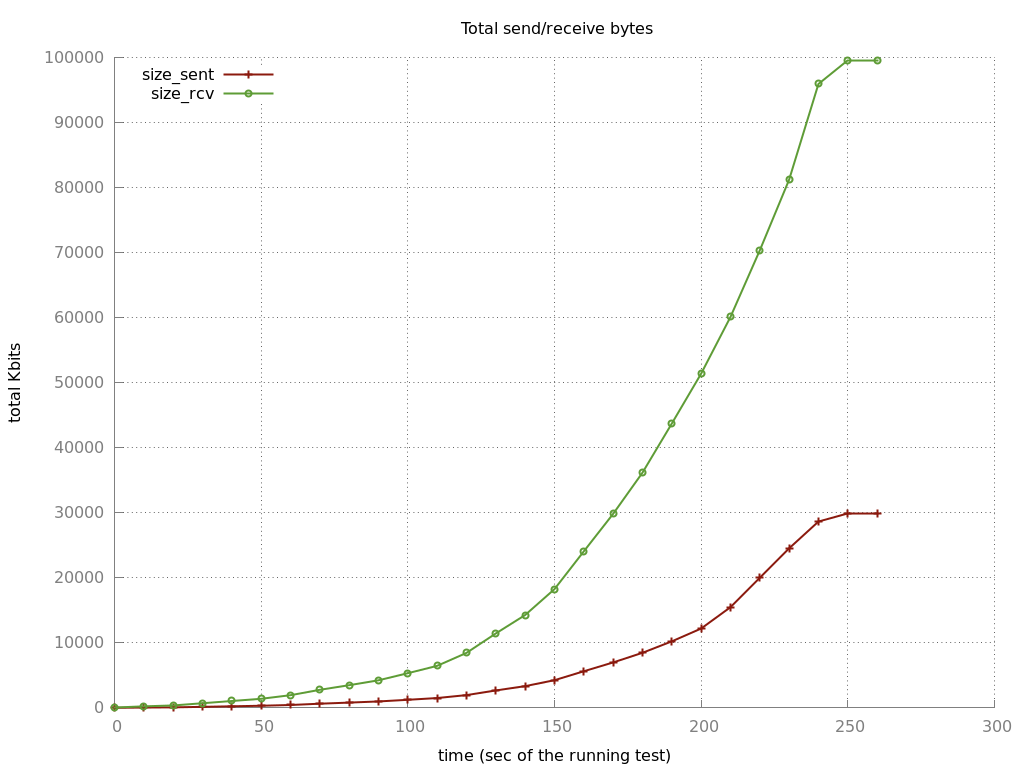 Total send/receive bytes
size_sent
size_rcv
100000
90000
80000
70000
60000
50000
40000
30000
20000
10000
0
total Kbits
0 50 100 150 200 250 300
time (sec of the running test)